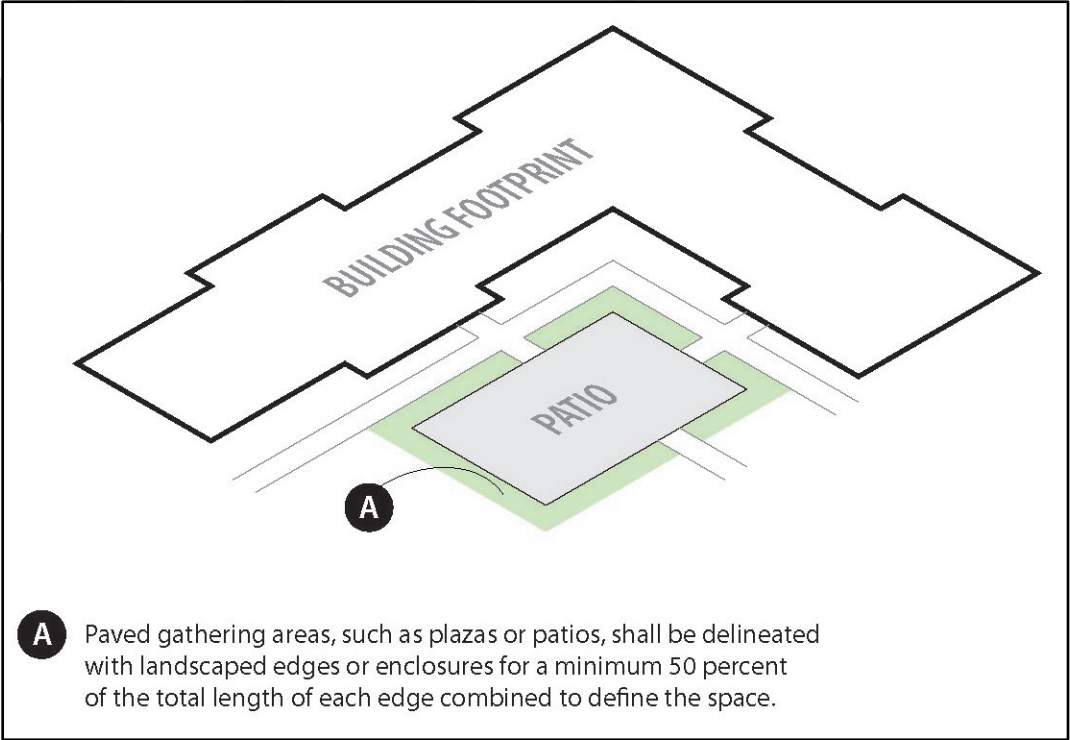 BUILDING FOOTPRINT
PATIO
A
A Paved gathering areas, such as plazas or patios, shall be delineated
with landscaped edges or enclosures for a minimum 50 percent
of the total length of each edge combined to define the space.